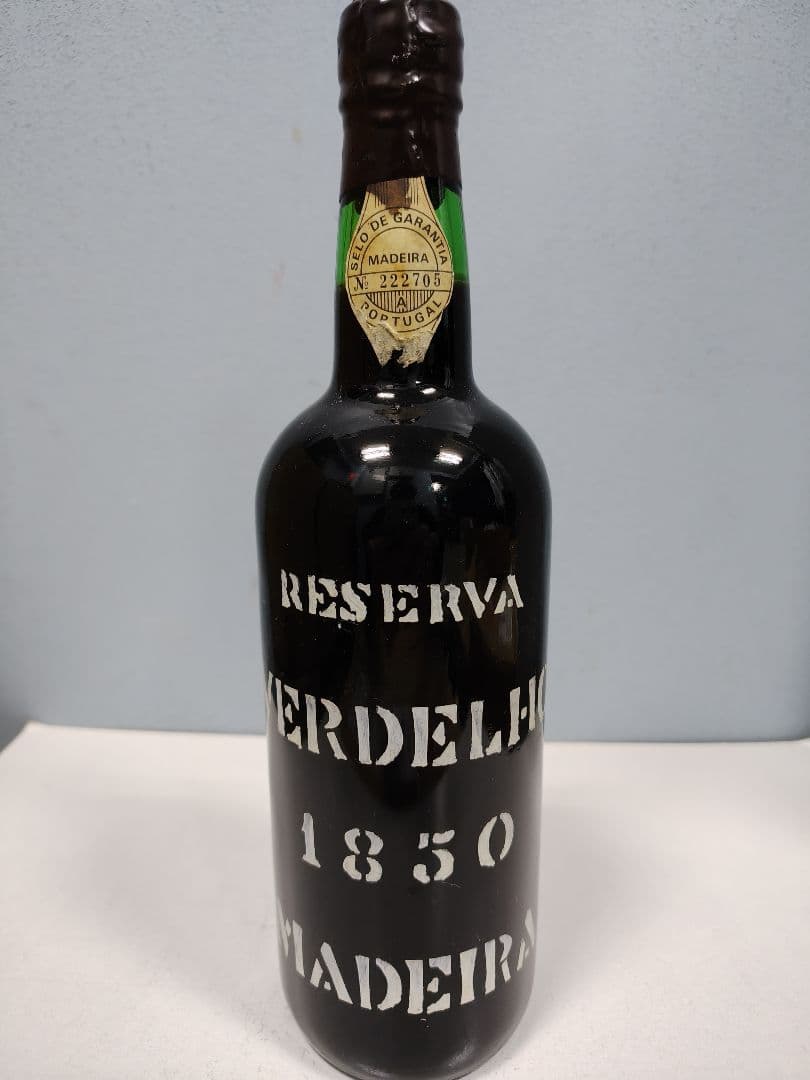 SELO DE GARANTIA
MADEIRA
Nº 222705
A
PORTUGAL
RESERVA
VERDELHO
1850
MADEIRA